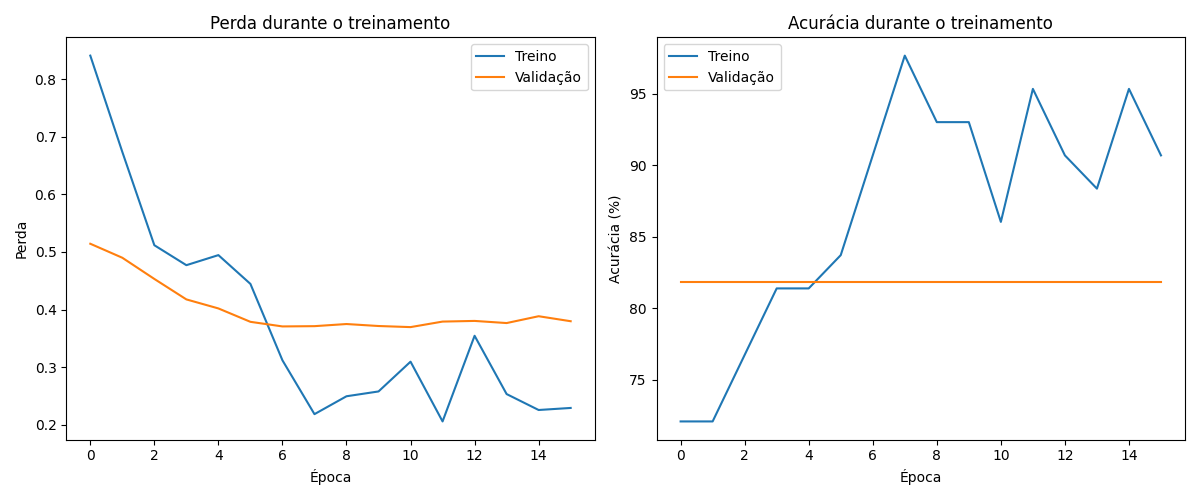 Perda durante o treinamento
Treino
Validação
0.8
0.7
0.6
0.5
0.4
0.3
0.2
Perda
0 2 4 6 8 10 12 14
Época
Acurácia durante o treinamento
Treino
Validação
95
90
85
80
75
Acurácia (%)
0 2 4 6 8 10 12 14
Época